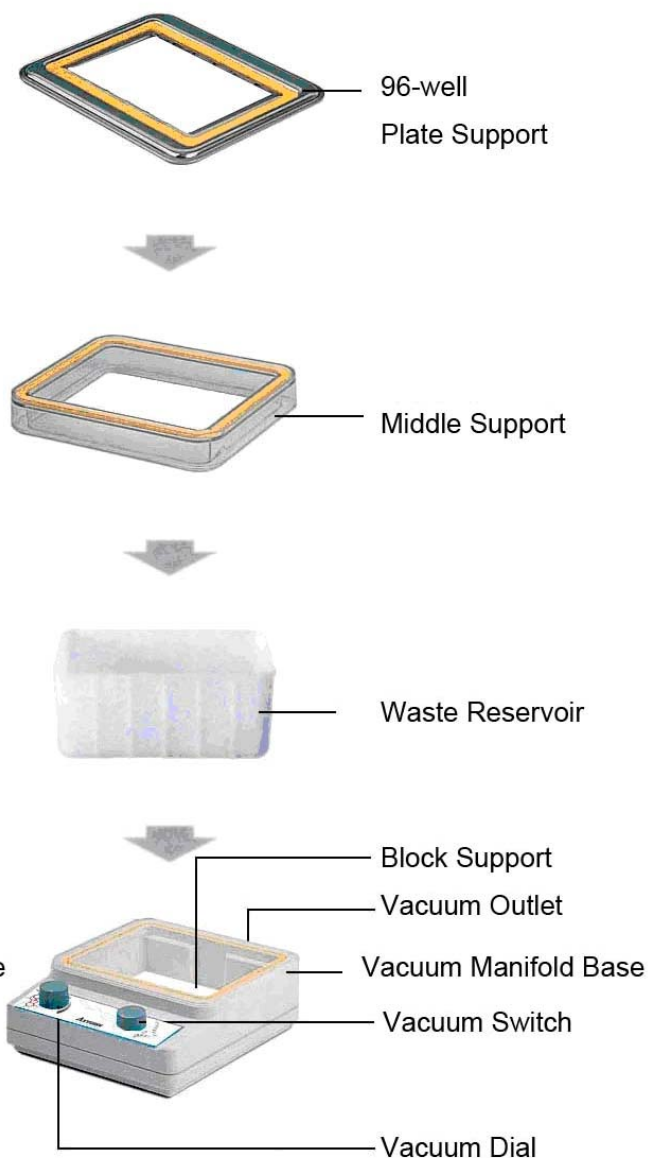 96-well
Plate Support
Middle Support
Waste Reservoir
Block Support
Vacuum Outlet
e
Vacuum Manifold Base
Vacuum Switch
Vacuum Dial